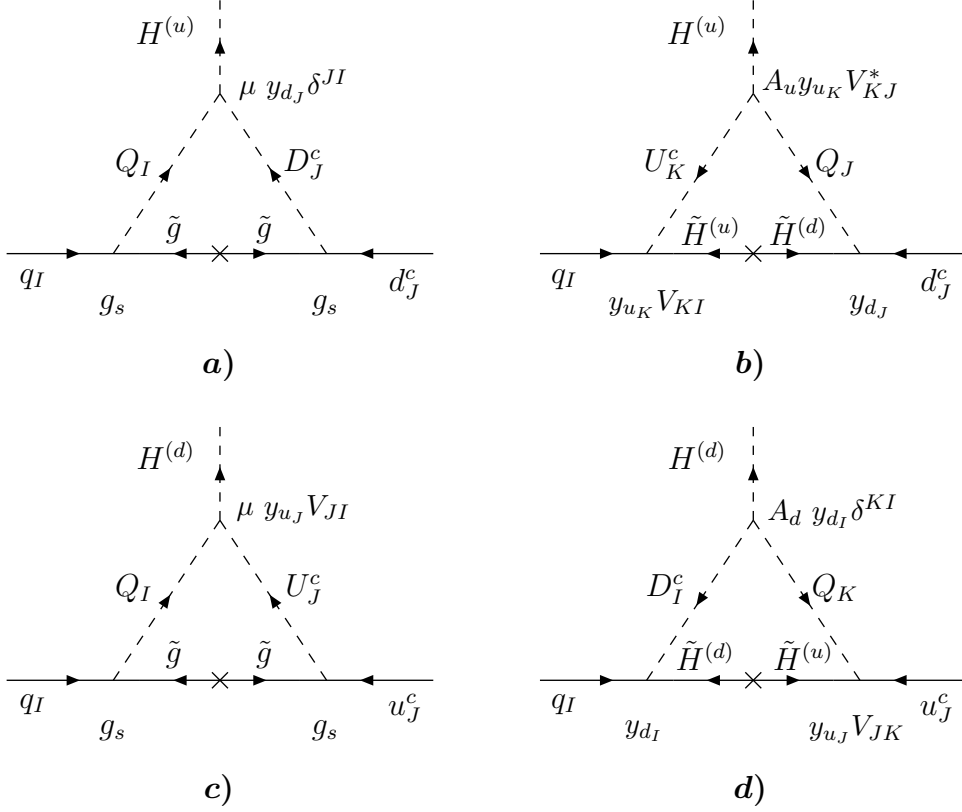 H^{(u)}
μ y_{d_J} δ^{JI}
Q_I
D^c_J
g̃ g̃
q_I
d^c_J
g_s g_s
a)
H^{(u)}
A_u y_{u_K} V^*_{KJ}
U^c_K
Q_J
H̃^{(u)} H̃^{(d)}
q_I
d^c_J
y_{u_K} V_{KI} y_{d_J}
b)
H^{(d)}
μ y_{u_J} V_{JI}
Q_I
U^c_J
g̃ g̃
q_I
u^c_J
g_s g_s
c)
H^{(d)}
A_d y_{d_I} δ^{KI}
D^c_I
Q_K
H̃^{(d)} H̃^{(u)}
q_I
u^c_J
y_{d_I} y_{u_J} V_{JK}
d)